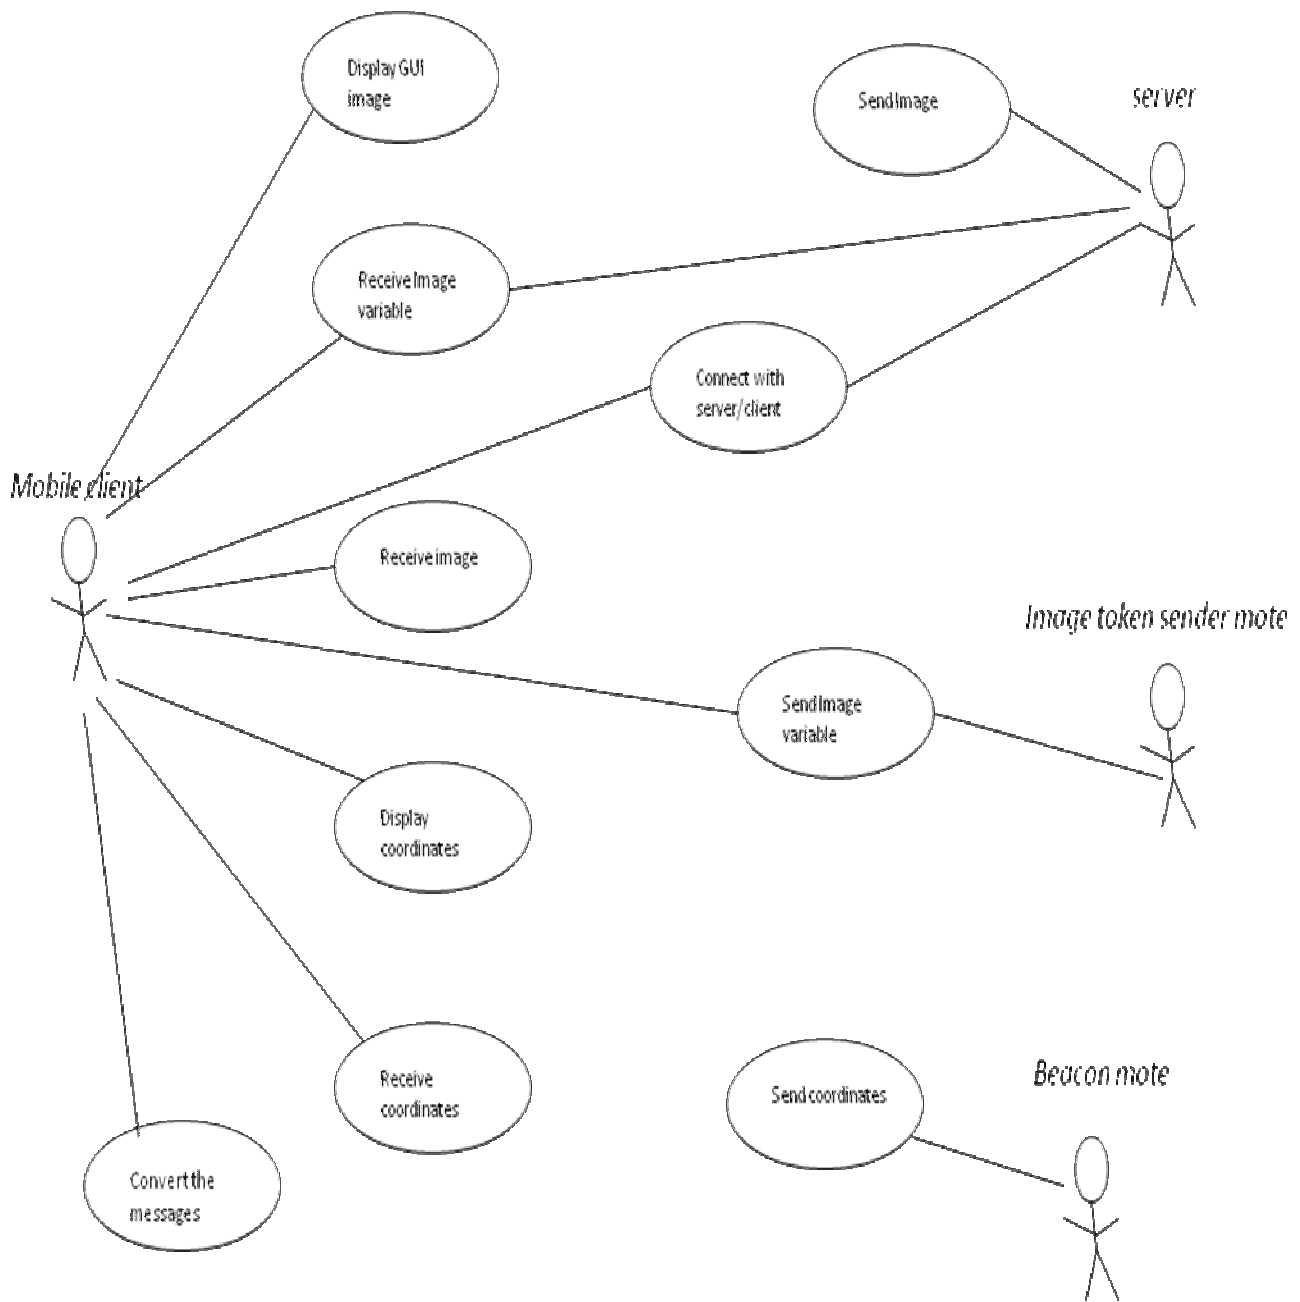 Display GUI
image
Send Image
server
Receive Image
variable
Connect with
server/client
Mobile client
Receive image
Image token sender mote
Send Image
variable
Display
coordinates
Receive
coordinates
Send coordinates
Beacon mote
Convert the
messages